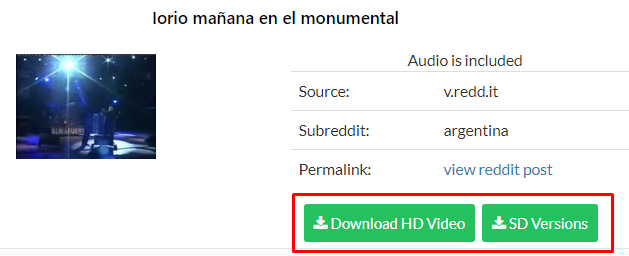 Iorio mañana en el monumental
Audio is included
Source: v.redd.it
Subreddit: argentina
Permalink: view reddit post
Download HD Video SD Versions